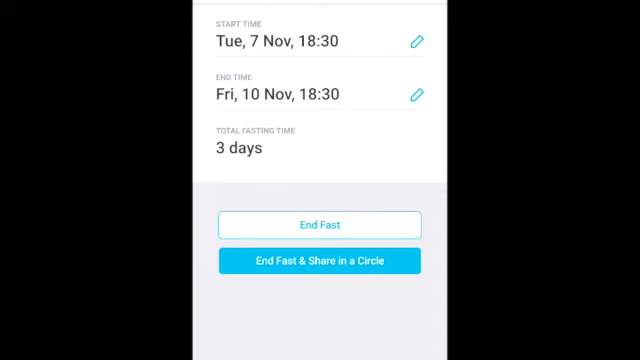 START TIME
Tue, 7 Nov, 18:30
END TIME
Fri, 10 Nov, 18:30
TOTAL FASTING TIME
3 days
End Fast
End Fast & Share in a Circle